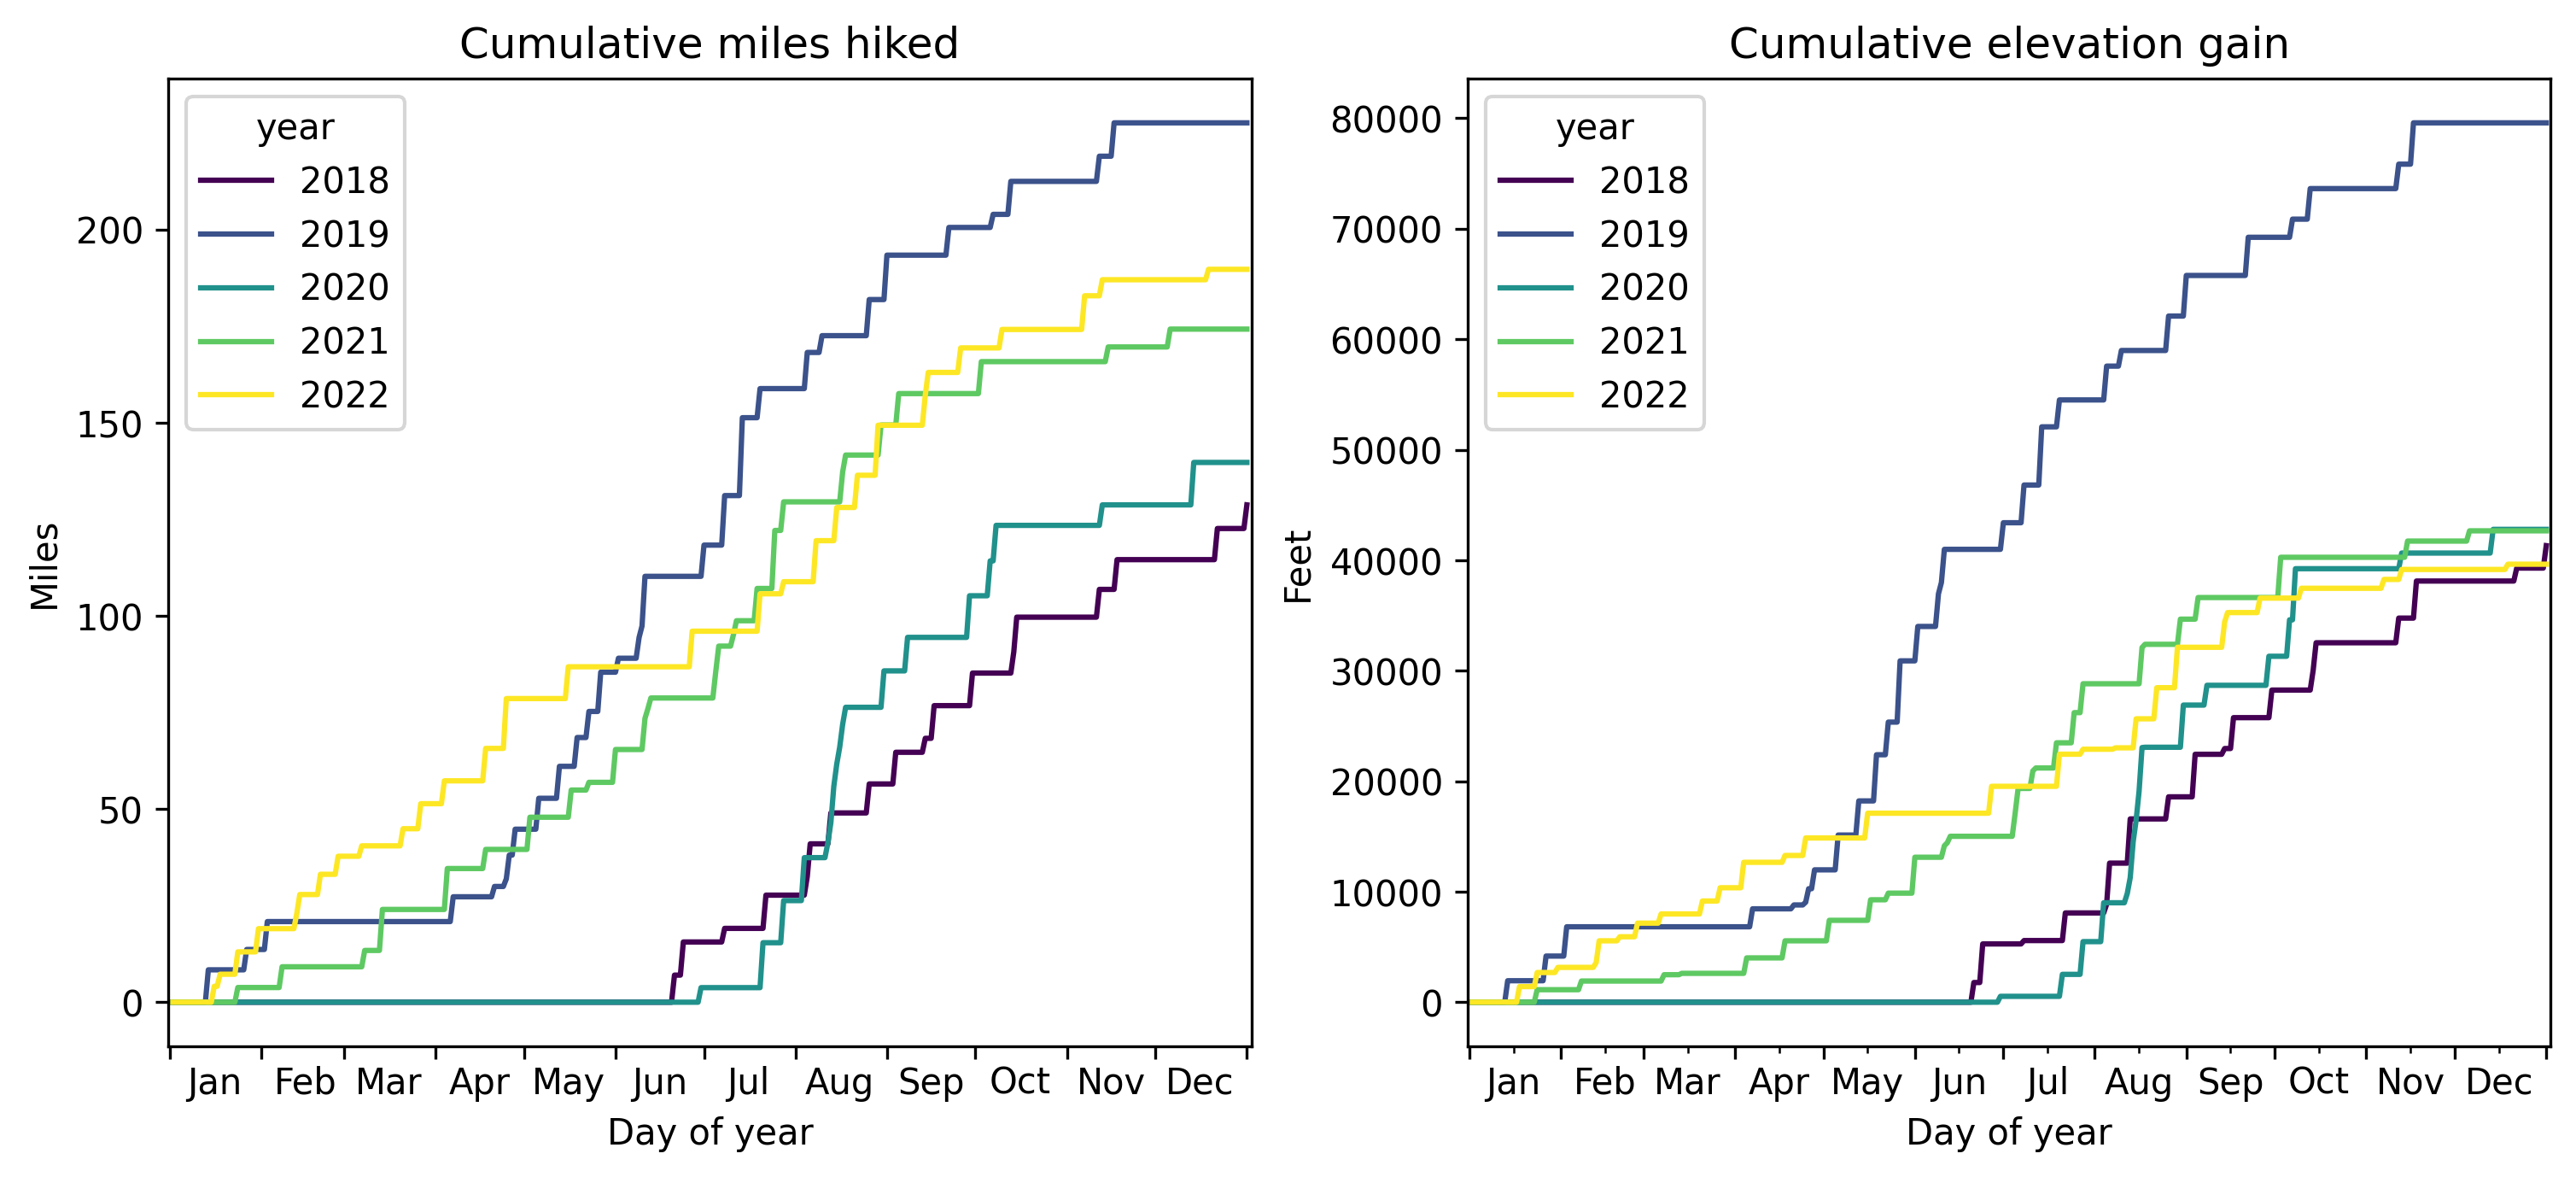 Cumulative miles hiked
year
2018
2019
2020
2021
2022
200
150
100
50
0
Miles
Jan Feb Mar Apr May Jun Jul Aug Sep Oct Nov Dec
Day of year
Cumulative elevation gain
year
2018
2019
2020
2021
2022
80000
70000
60000
50000
40000
30000
20000
10000
0
Feet
Jan Feb Mar Apr May Jun Jul Aug Sep Oct Nov Dec
Day of year